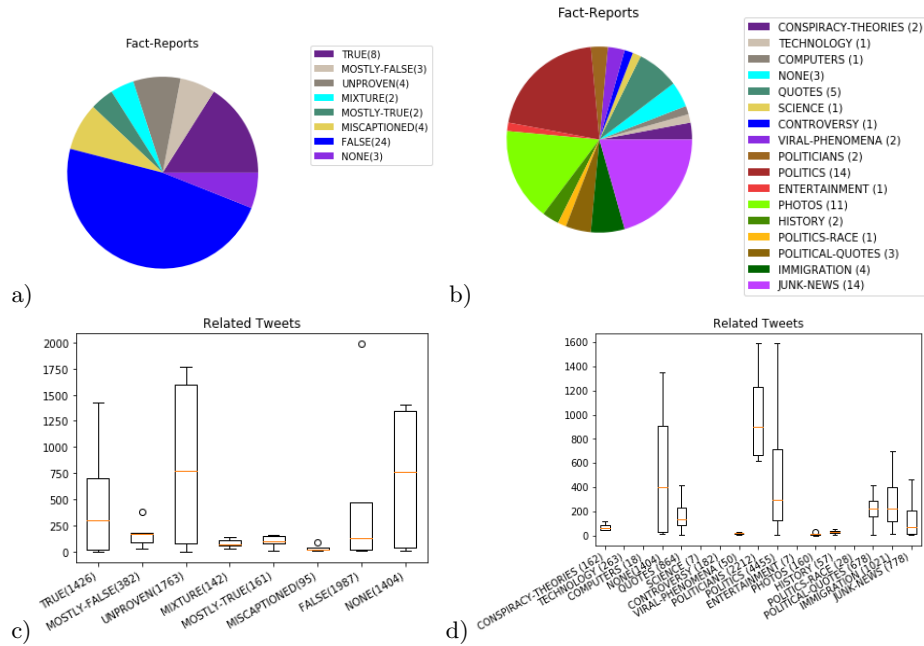 Fact-Reports
TRUE(8)
MOSTLY-FALSE(3)
UNPROVEN(4)
MIXTURE(2)
MOSTLY-TRUE(2)
MISCAPTIONED(4)
FALSE(24)
NONE(3)
a)
Fact-Reports
CONSPIRACY-THEORIES (2)
TECHNOLOGY (1)
COMPUTERS (1)
NONE(3)
QUOTES (5)
SCIENCE (1)
CONTROVERSY (1)
VIRAL-PHENOMENA (2)
POLITICIANS (2)
POLITICS (14)
ENTERTAINMENT (1)
PHOTOS (11)
HISTORY (2)
POLITICS-RACE (1)
POLITICAL-QUOTES (3)
IMMIGRATION (4)
JUNK-NEWS (14)
b)
Related Tweets
2000
1750
1500
1250
1000
750
500
250
0
TRUE(1426)
MOSTLY-FALSE(382)
UNPROVEN(1763)
MIXTURE(142)
MOSTLY-TRUE(161)
MISCAPTIONED(95)
FALSE(1987)
NONE(1404)
c)
Related Tweets
1600
1400
1200
1000
800
600
400
200
0
CONSPIRACY-THEORIES (162)
TECHNOLOGY (263)
COMPUTERS (18)
NONE(1404)
QUOTES (864)
SCIENCE (7)
CONTROVERSY (182)
VIRAL-PHENOMENA (50)
POLITICIANS (2212)
POLITICS (4455)
ENTERTAINMENT (7)
PHOTOS (160)
HISTORY (57)
POLITICS-RACE (28)
POLITICAL-QUOTES (678)
IMMIGRATION (1021)
JUNK-NEWS (778)
d)